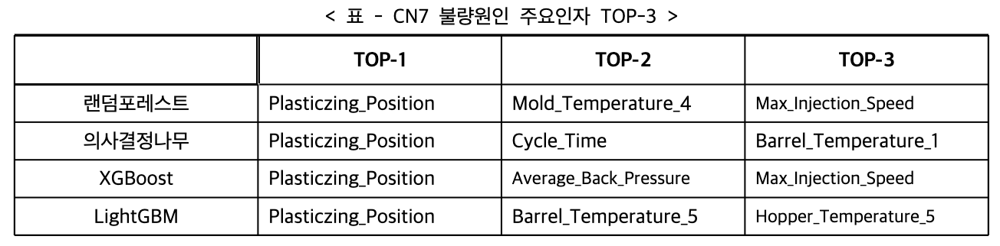 < 표 - CN7 불량원인 주요인자 TOP-3 >
TOP-1 TOP-2 TOP-3
랜덤포레스트 Plasticzing_Position Mold_Temperature_4 Max_Injection_Speed
의사결정나무 Plasticzing_Position Cycle_Time Barrel_Temperature_1
XGBoost Plasticzing_Position Average_Back_Pressure Max_Injection_Speed
LightGBM Plasticzing_Position Barrel_Temperature_5 Hopper_Temperature_5